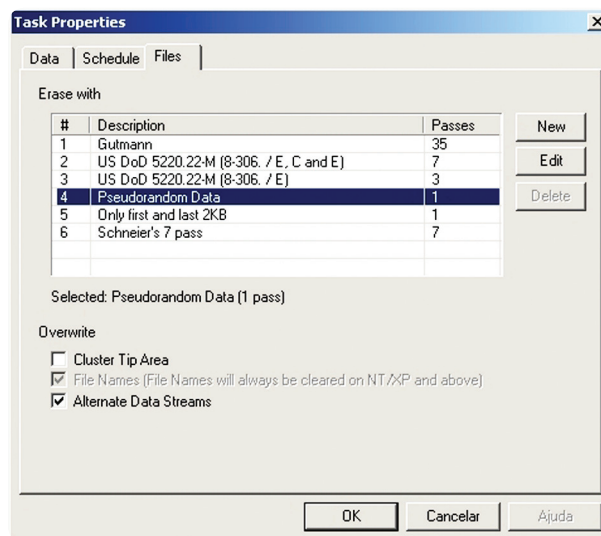 Task Properties
Data Schedule Files
Erase with
# Description Passes
1 Gutmann 35
2 US DoD 5220.22-M (8-306. / E, C and E) 7
3 US DoD 5220.22-M (8-306. / E) 3
4 Pseudorandom Data 1
5 Only first and last 2KB 1
6 Schneier's 7 pass 7
New
Edit
Delete
Selected: Pseudorandom Data (1 pass)
Overwrite
Cluster Tip Area
File Names (File Names will always be cleared on NT/XP and above)
Alternate Data Streams
OK Cancelar Ajuda